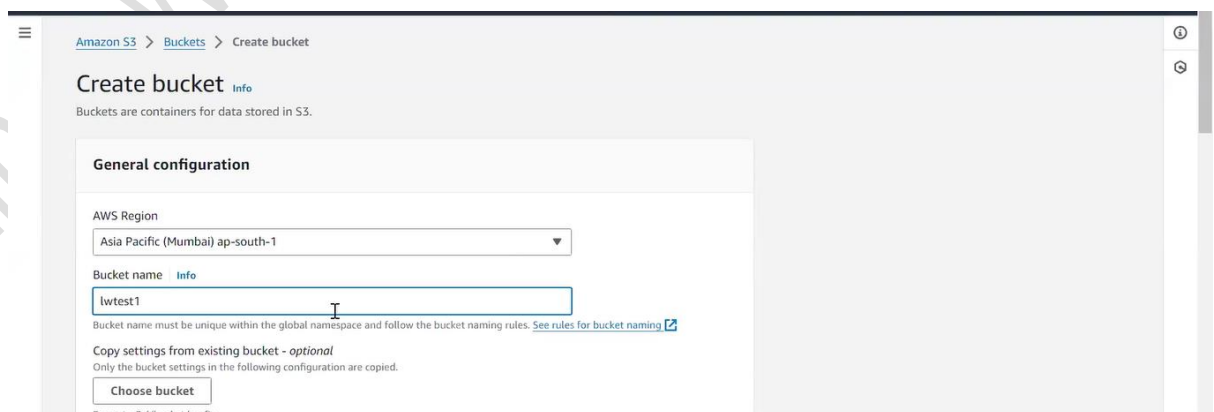 Amazon S3 > Buckets > Create bucket
Create bucket Info
Buckets are containers for data stored in S3.
General configuration
AWS Region
Asia Pacific (Mumbai) ap-south-1
Bucket name Info
lwtest1
Bucket name must be unique within the global namespace and follow the bucket naming rules. See rules for bucket naming
Copy settings from existing bucket - optional
Only the bucket settings in the following configuration are copied.
Choose bucket